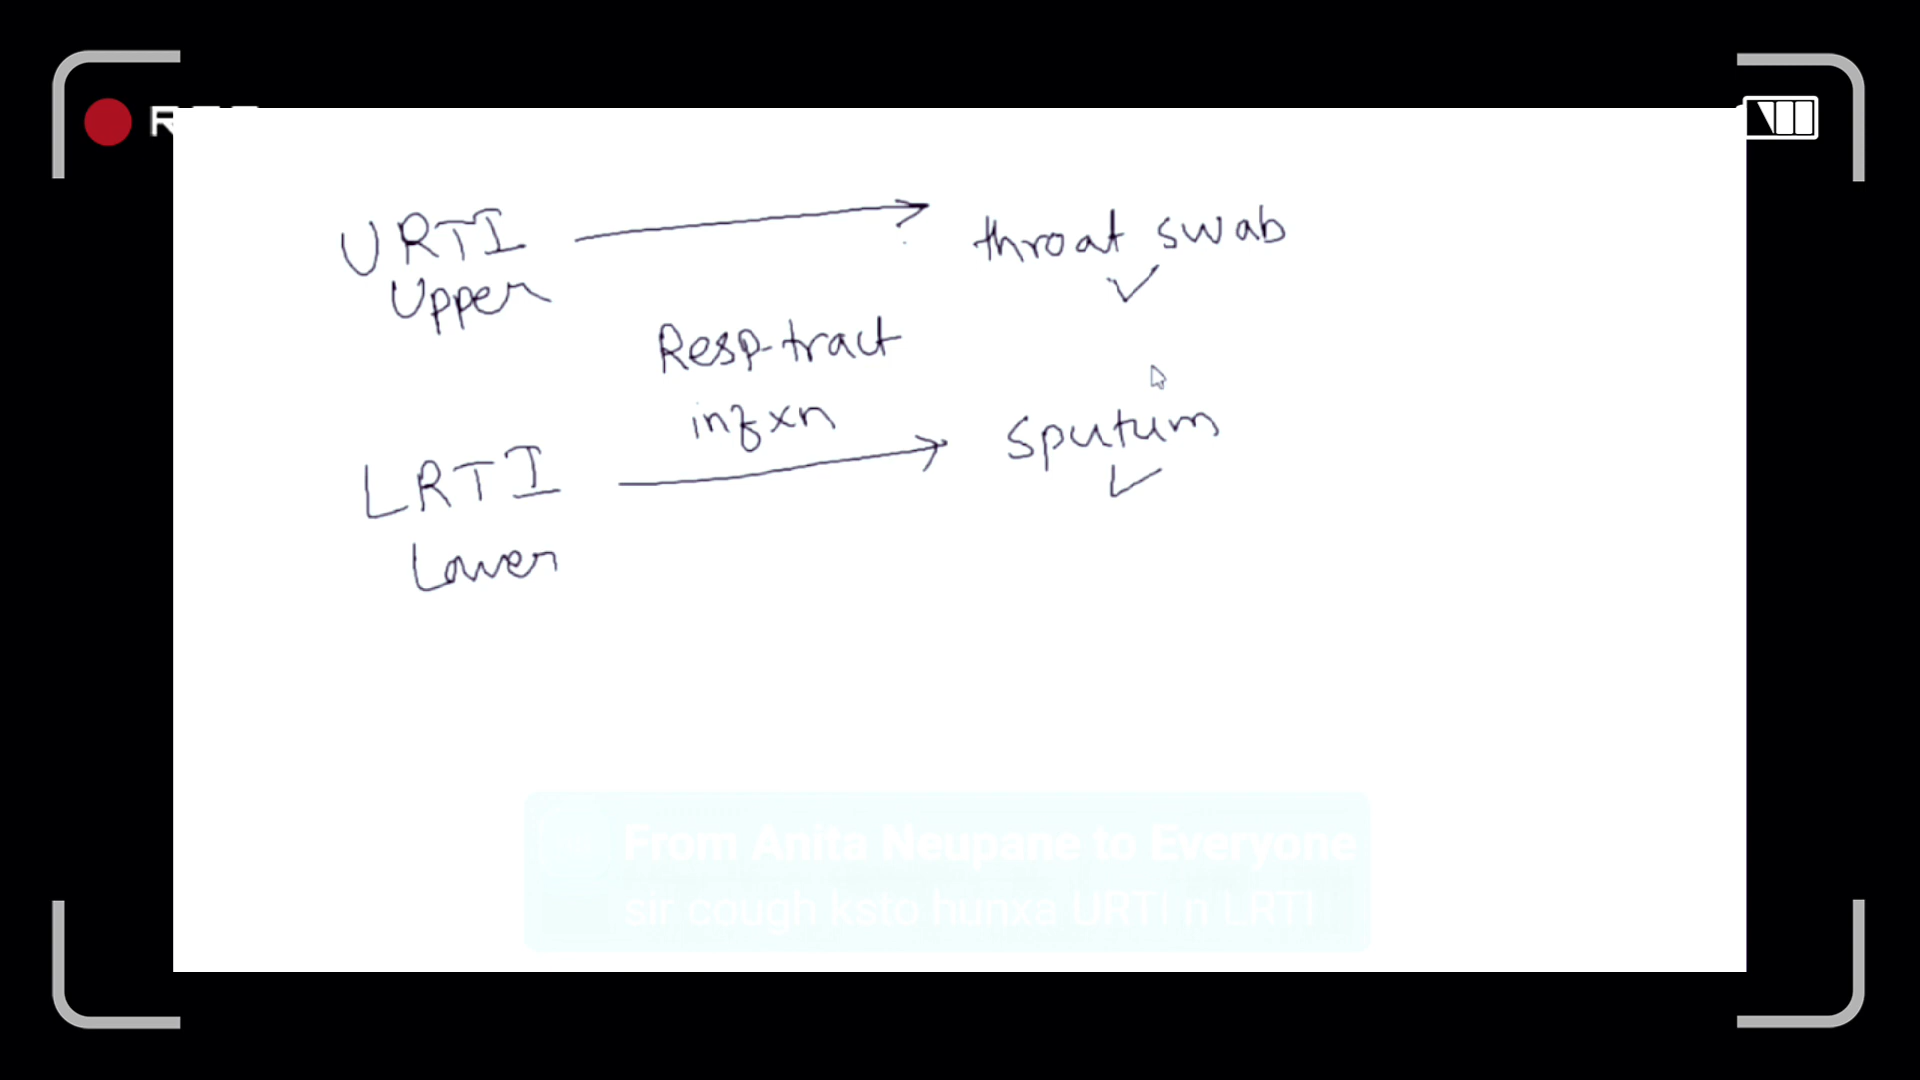 URTI → throat swab
Upper ✓
Resp. tract
infxn
LRTI → sputum
Lower ✓
From Anita Neupane to Everyone
sir cough ksto hunxa URTI n LRTI